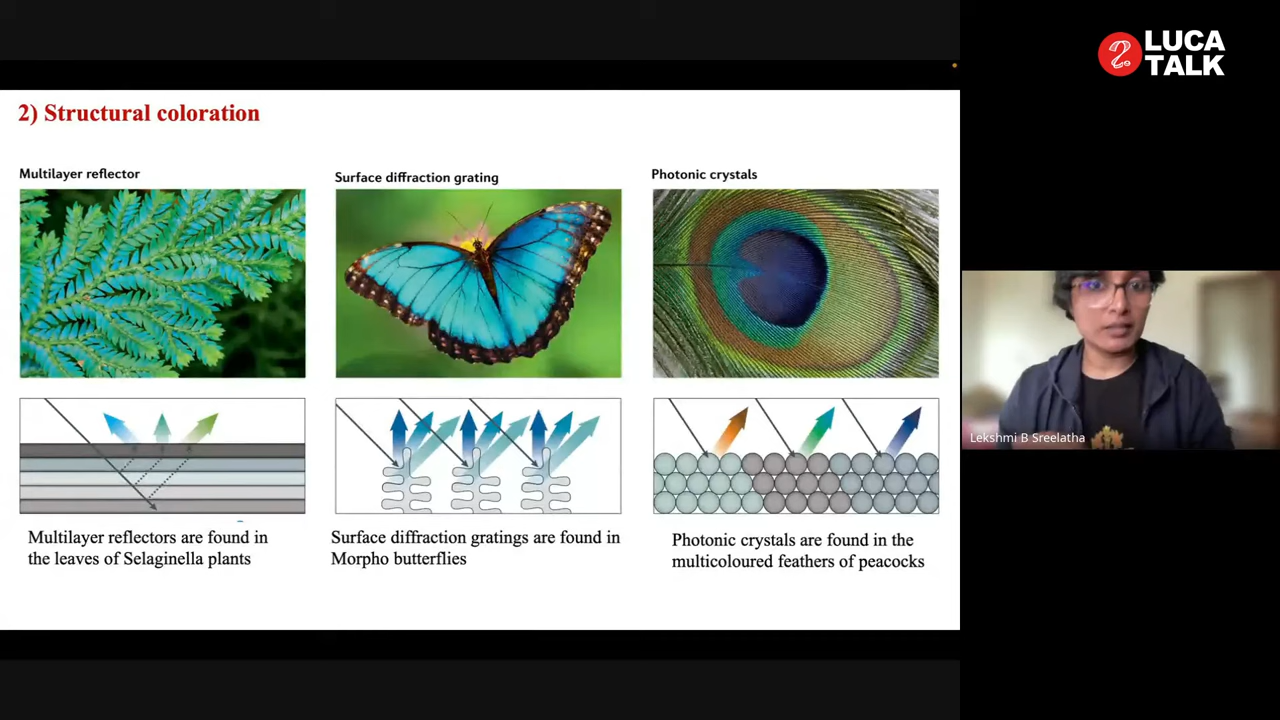 LUCA
TALK
2) Structural coloration
Multilayer reflector
Surface diffraction grating
Photonic crystals
Lekshmi B Sreelatha
Multilayer reflectors are found in
the leaves of Selaginella plants
Surface diffraction gratings are found in
Morpho butterflies
Photonic crystals are found in the
multicoloured feathers of peacocks